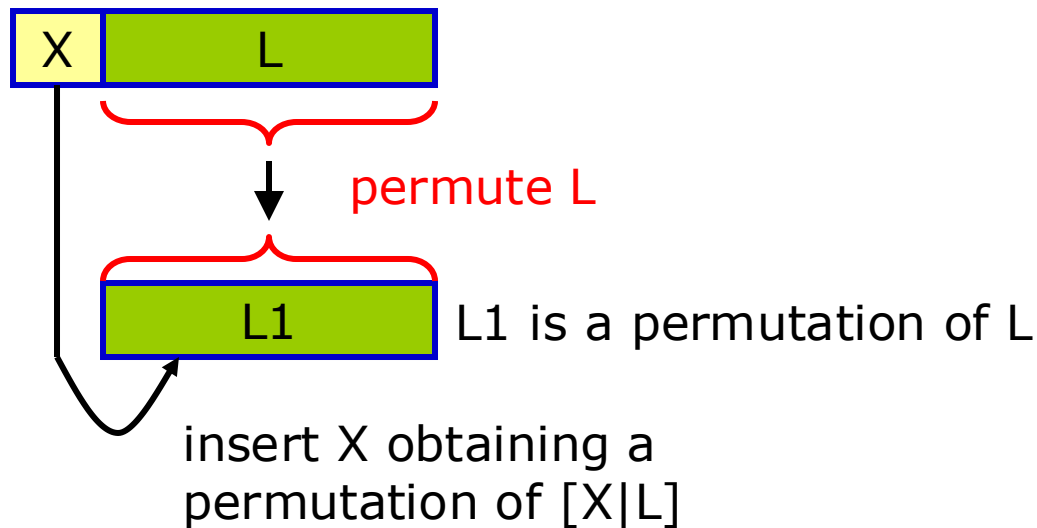 X L
permute L
L1 L1 is a permutation of L
insert X obtaining a
permutation of [X|L]